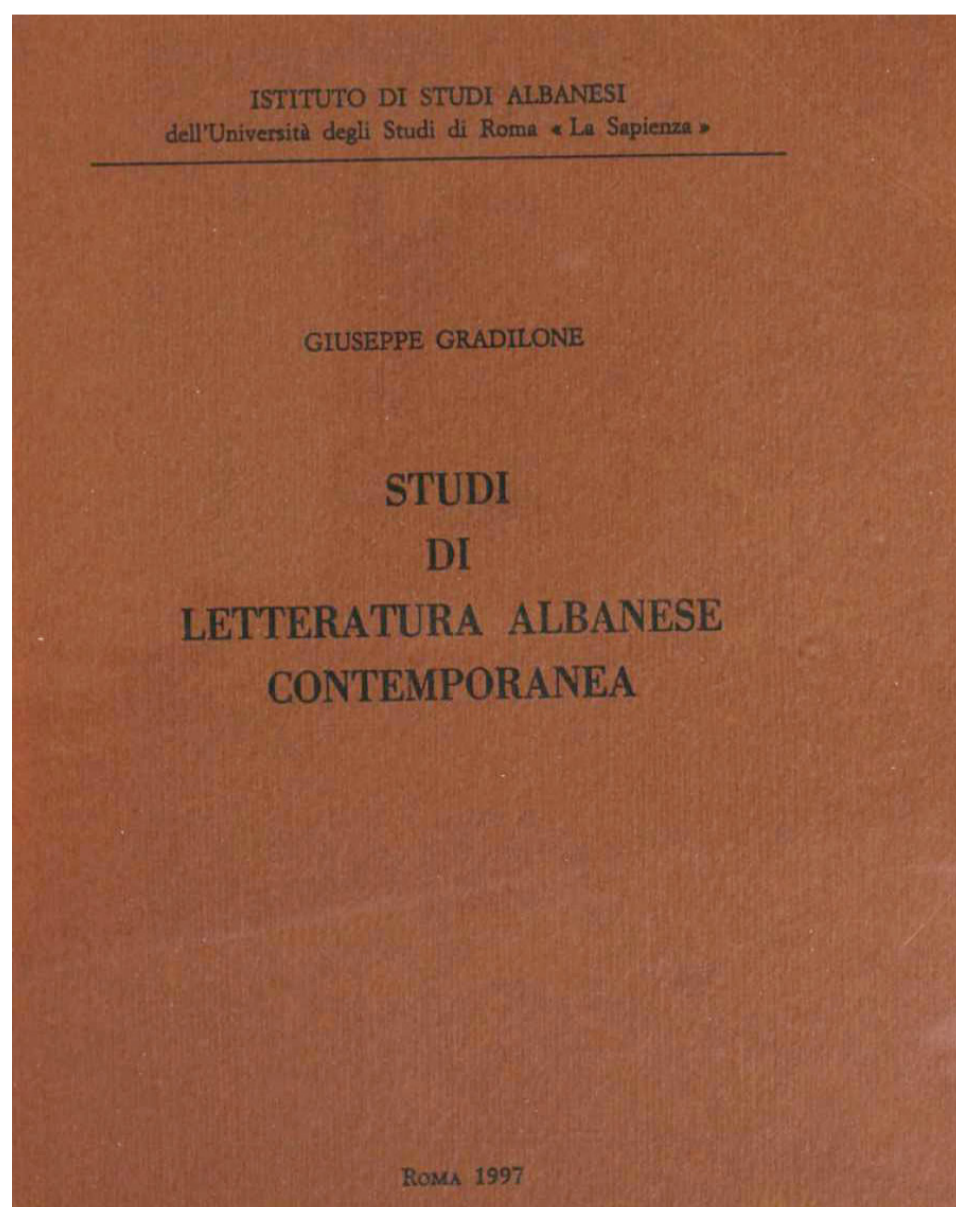 ISTITUTO DI STUDI ALBANESI
dell'Università degli Studi di Roma « La Sapienza »
GIUSEPPE GRADILONE
STUDI
DI
LETTERATURA ALBANESE
CONTEMPORANEA
ROMA 1997